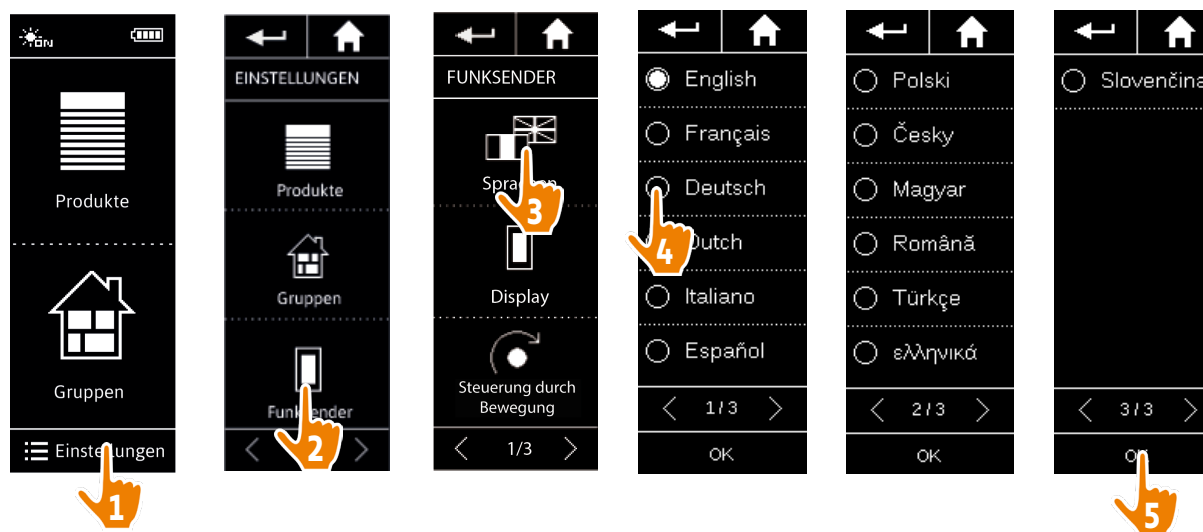 ON
Produkte
Gruppen
Einstellungen
1
EINSTELLUNGEN
Produkte
Gruppen
Funksender
2
FUNKSENDER
Sprachen
3
Display
Steuerung durch
Bewegung
1/3
English
Français
Deutsch
4
Dutch
Italiano
Español
1/3
OK
Polski
Česky
Magyar
Română
Türkçe
ελληνικά
2/3
OK
Slovenčina
3/3
OK
5